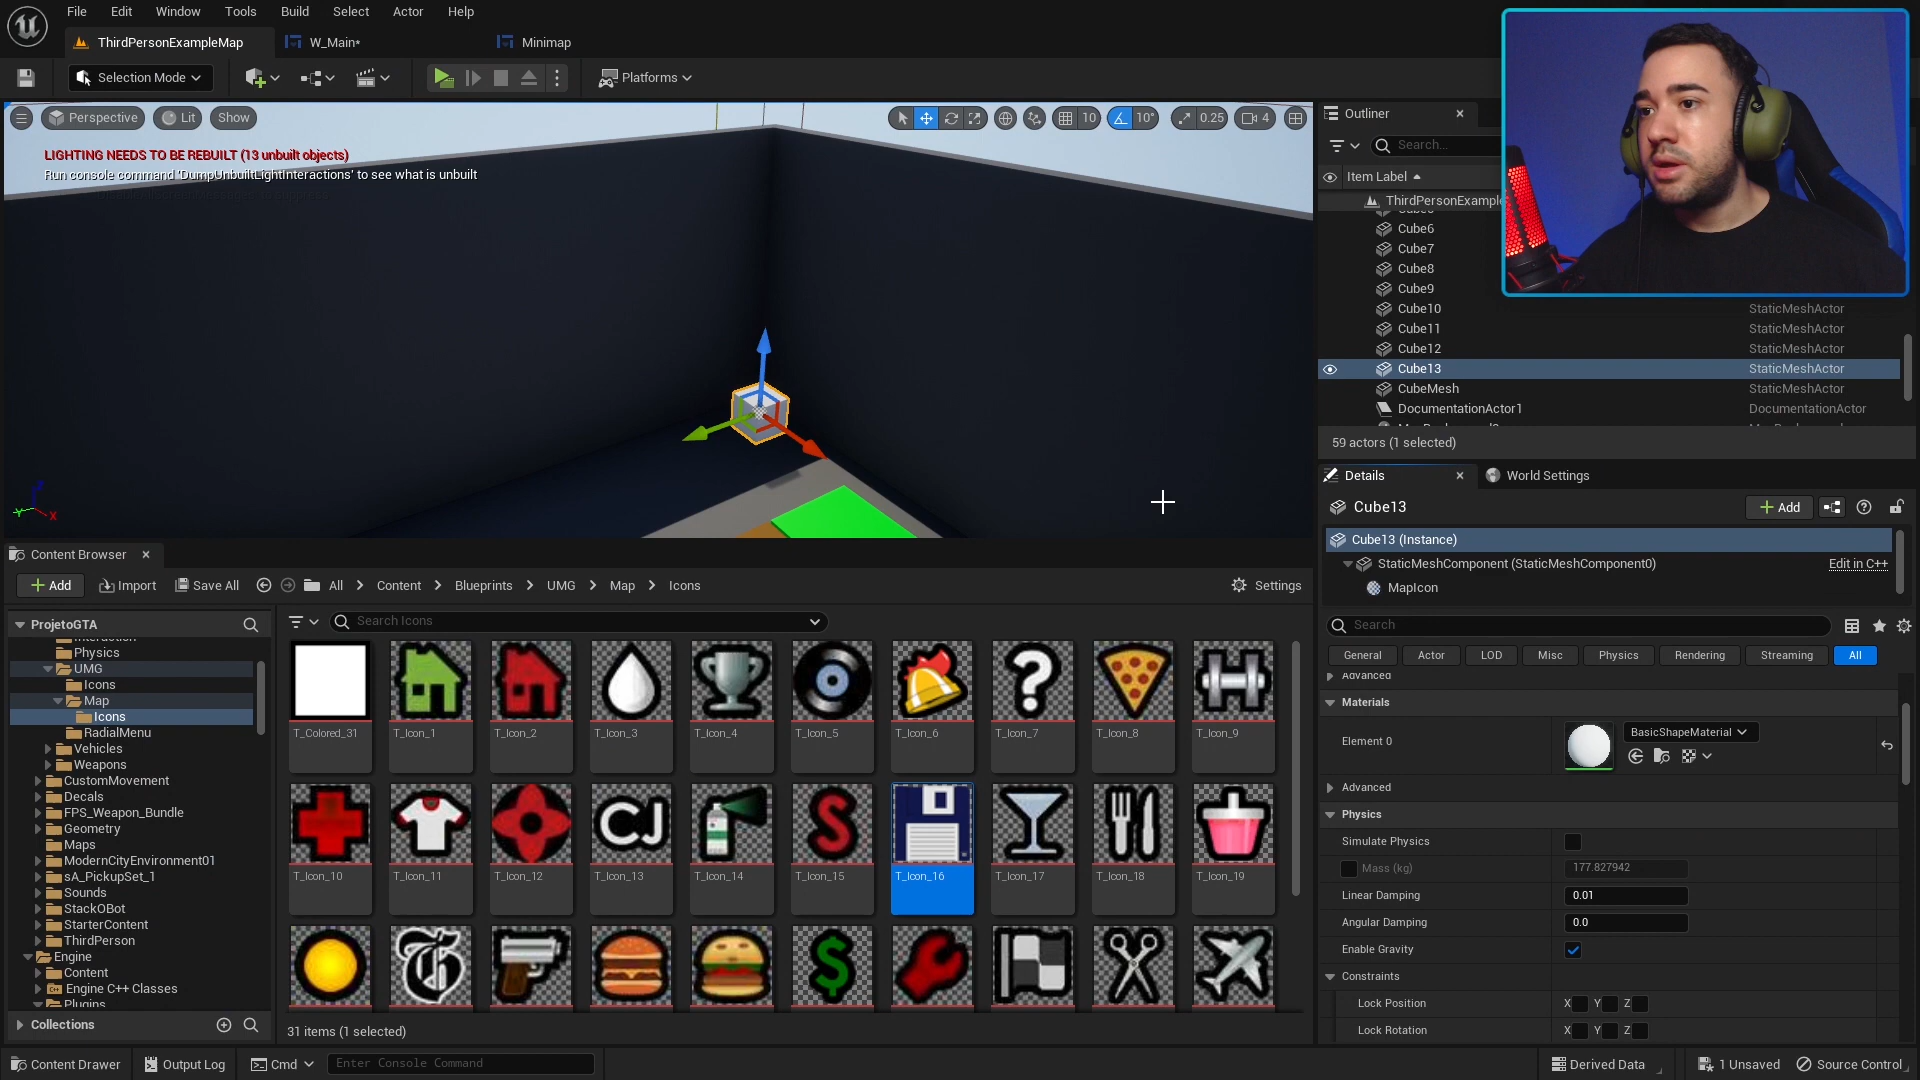 File Edit Window Tools Build Select Actor Help
ThirdPersonExampleMap W_Main* Minimap
Selection Mode Platforms
Perspective Lit Show 10 10° 0.25 4
LIGHTING NEEDS TO BE REBUILT (13 unbuilt objects)
Run console command 'DumpUnbuiltLightInteractions' to see what is unbuilt
Outliner
Search...
Item Label
ThirdPersonExample
Cube6
Cube7
Cube8
Cube9
Cube10 StaticMeshActor
Cube11 StaticMeshActor
Cube12 StaticMeshActor
Cube13 StaticMeshActor
CubeMesh StaticMeshActor
DocumentationActor1 DocumentationActor
59 actors (1 selected)
Details World Settings
Cube13 Add
Cube13 (Instance)
StaticMeshComponent (StaticMeshComponent0) Edit in C++
MapIcon
Search
General Actor LOD Misc Physics Rendering Streaming All
Advanced
Materials
Element 0 BasicShapeMaterial
Advanced
Physics
Simulate Physics
Mass (kg) 177.827942
Linear Damping 0.01
Angular Damping 0.0
Enable Gravity
Constraints
Lock Position X Y Z
Lock Rotation X Y Z
Content Browser
Add Import Save All All Content Blueprints UMG Map Icons Settings
ProjetoGTA
Interaction
Physics
UMG
Icons
Map
Icons
RadialMenu
Vehicles
Weapons
CustomMovement
Decals
FPS_Weapon_Bundle
Geometry
Maps
ModernCityEnvironment01
sA_PickupSet_1
Sounds
StackOBot
StarterContent
ThirdPerson
Engine
Content
Engine C++ Classes
Plugins
Collections
Search Icons
T_Colored_31 T_Icon_1 T_Icon_2 T_Icon_3 T_Icon_4 T_Icon_5 T_Icon_6 T_Icon_7 T_Icon_8 T_Icon_9
CJ S
T_Icon_10 T_Icon_11 T_Icon_12 T_Icon_13 T_Icon_14 T_Icon_15 T_Icon_16 T_Icon_17 T_Icon_18 T_Icon_19
31 items (1 selected)
Content Drawer Output Log Cmd Enter Console Command Derived Data 1 Unsaved Source Control